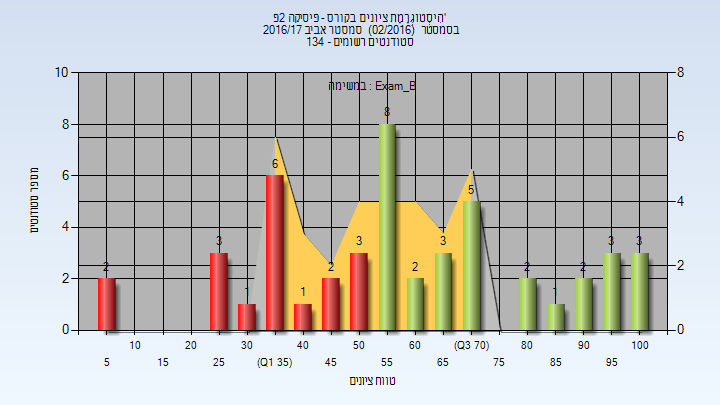 היסטוגרמת ציונים בקורס - פיסיקה 2פ'
בסמסטר (02/2016) סמסטר אביב 2016/17
סטודנטים רשומים - 134
במשימה : Exam_B
מספר סטודנטים
10 8 6 4 2 0
8 6 4 2 0
2 3 1 6 1 2 3 8 2 3 5 2 1 2 3 3
10 20 30 40 50 60 (Q3 70) 80 90 100
5 15 25 (Q1 35) 45 55 65 75 85 95
טווח ציונים